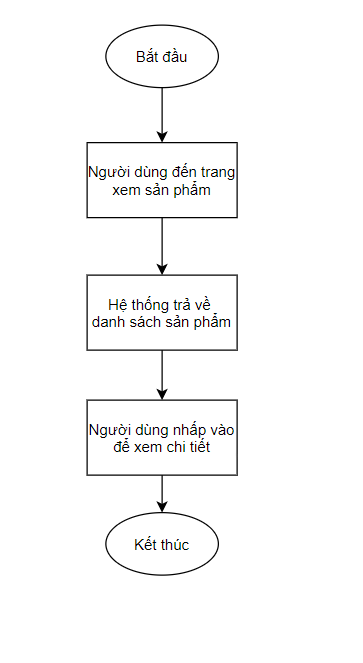 Bắt đầu
Người dùng đến trang
xem sản phẩm
Hệ thống trả về
danh sách sản phẩm
Người dùng nhấp vào
để xem chi tiết
Kết thúc